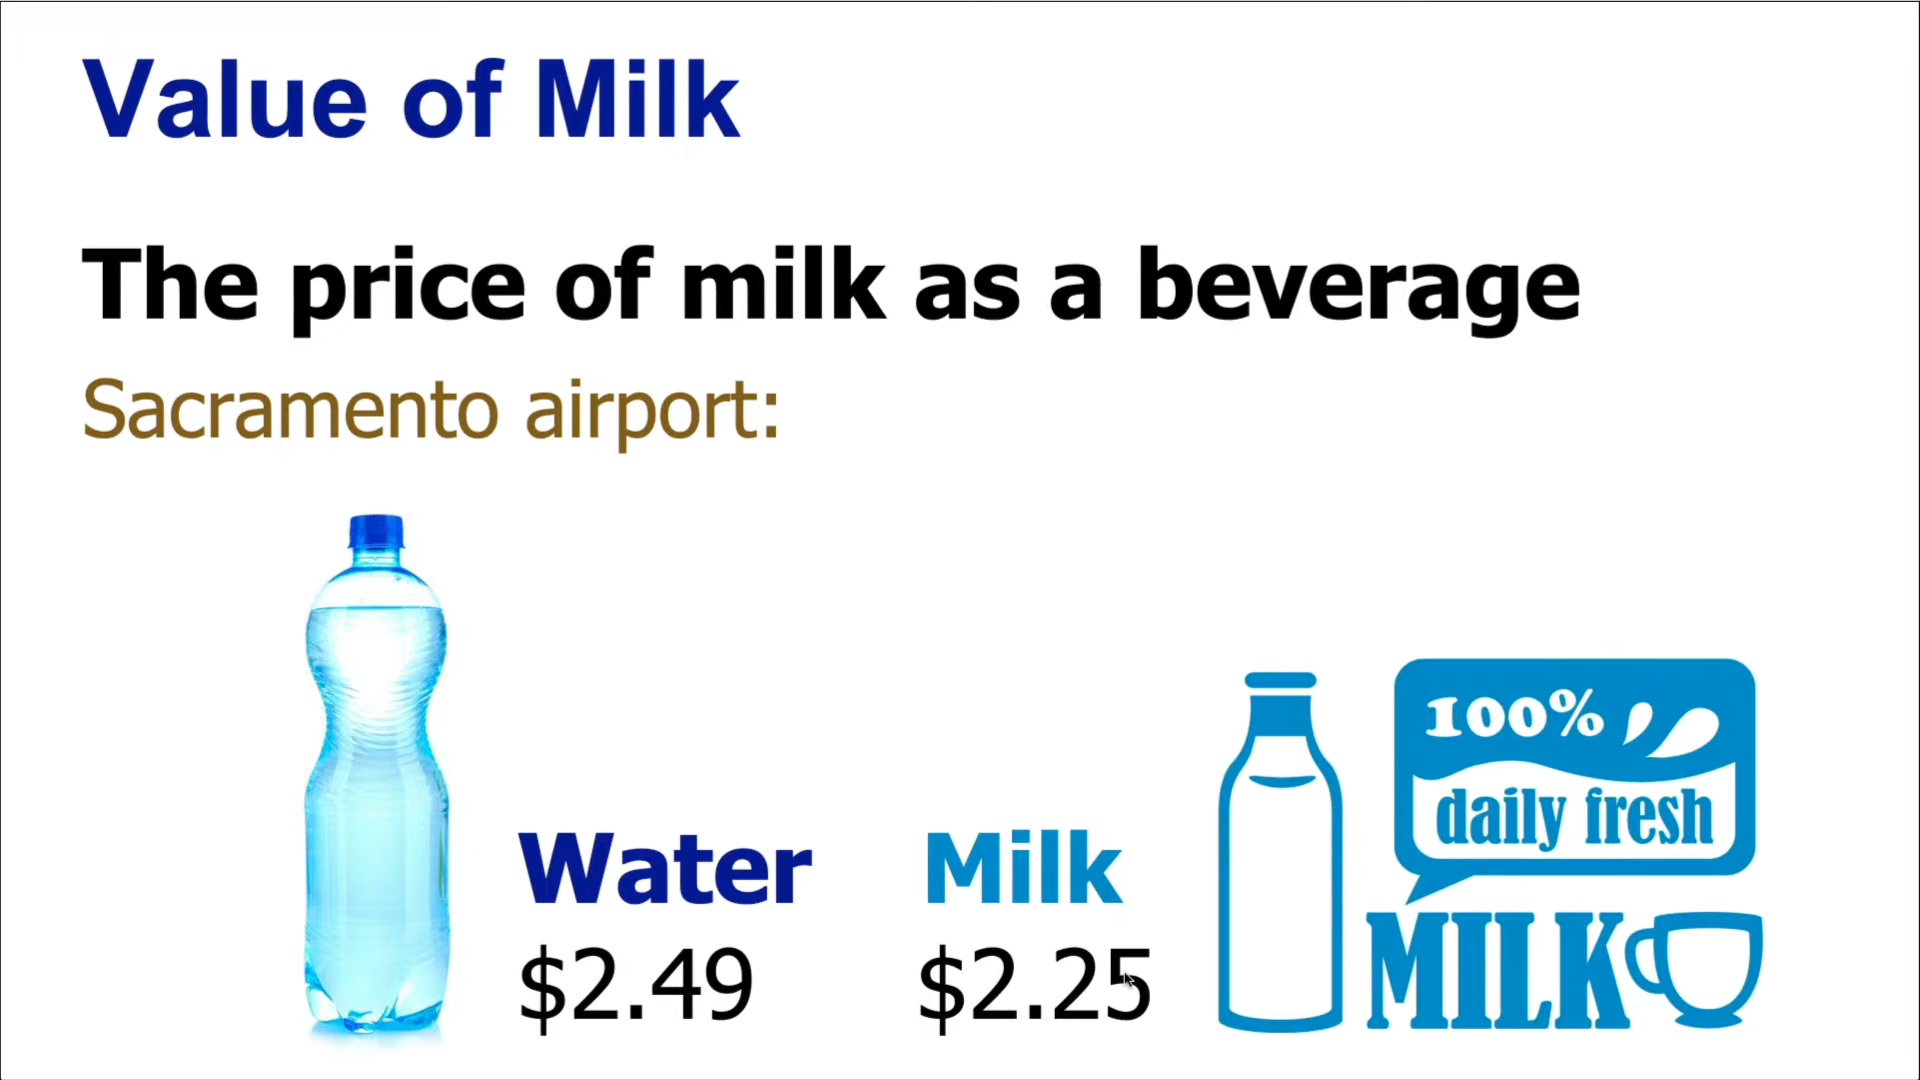 Value of Milk
The price of milk as a beverage
Sacramento airport:
Water
$2.49
Milk
$2.25
100%
daily fresh
MILK